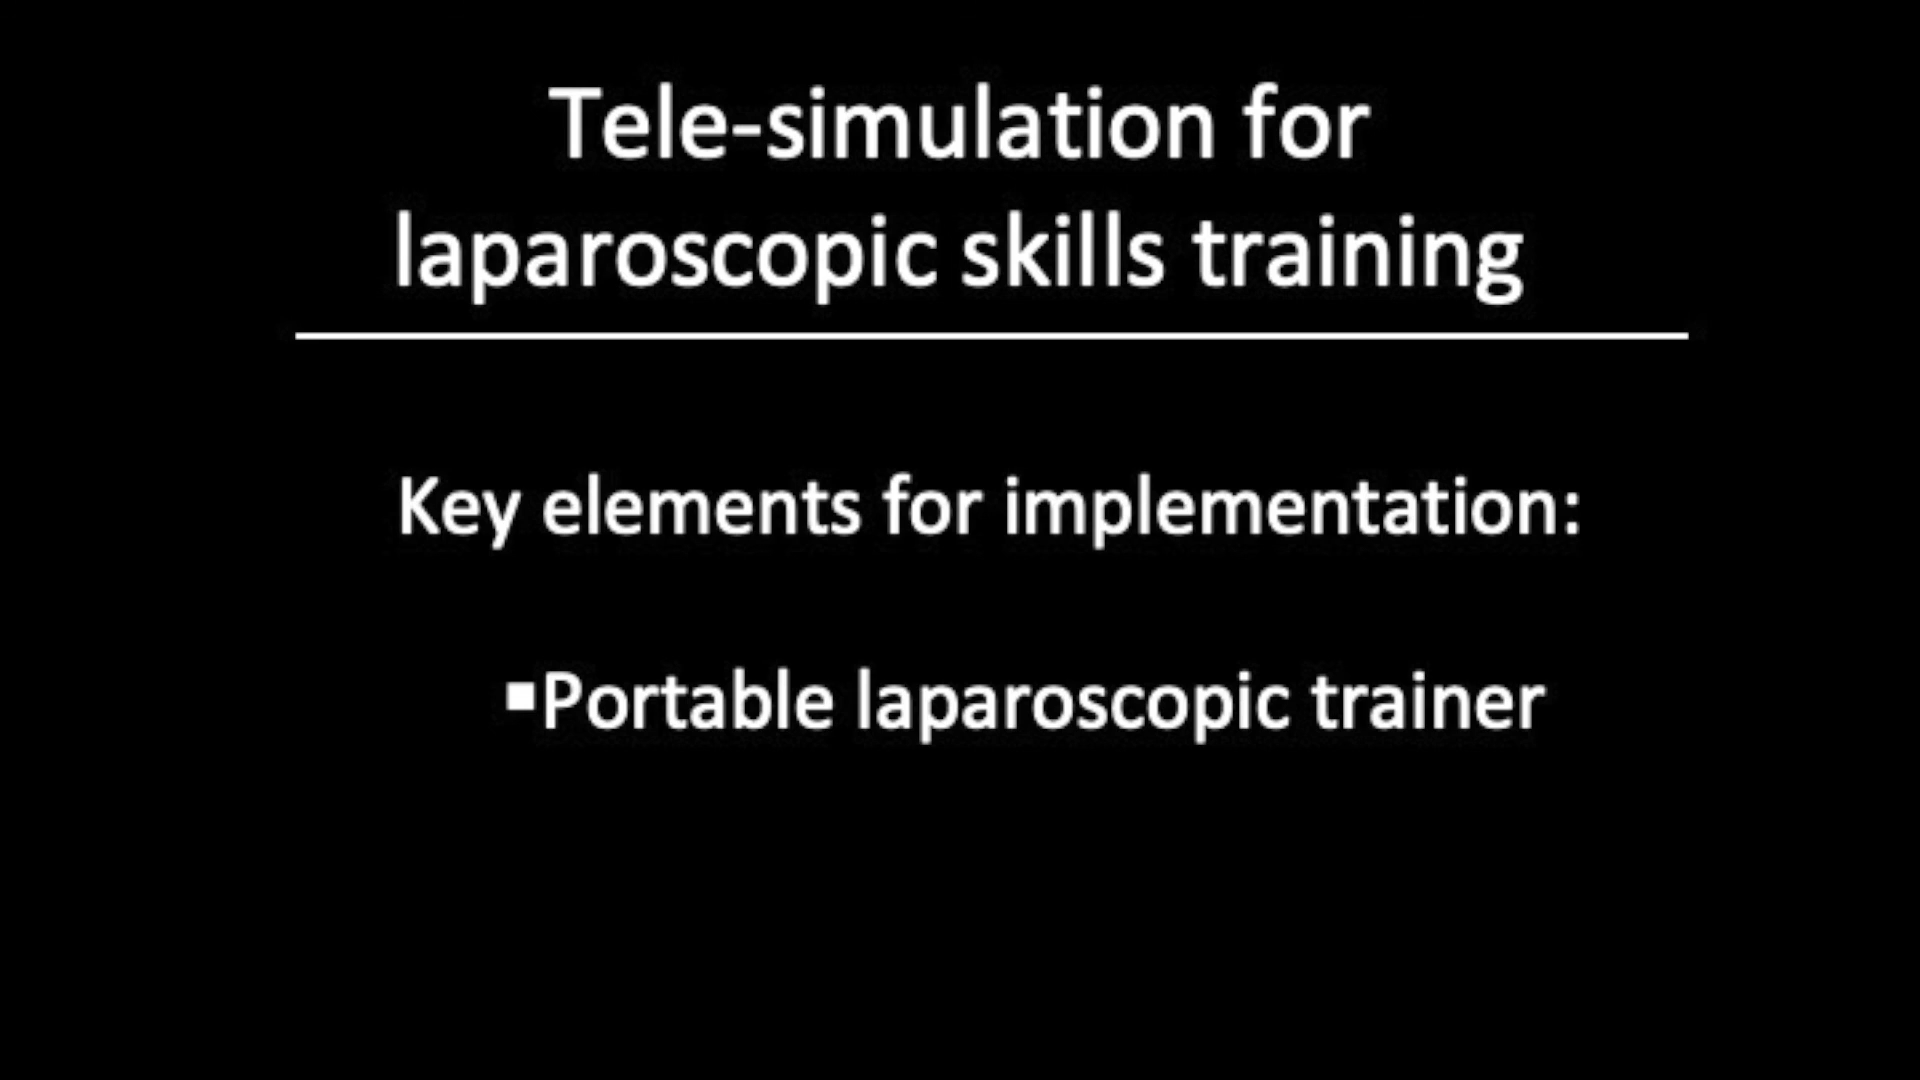 Tele-simulation for
laparoscopic skills training
Key elements for implementation:
▪Portable laparoscopic trainer